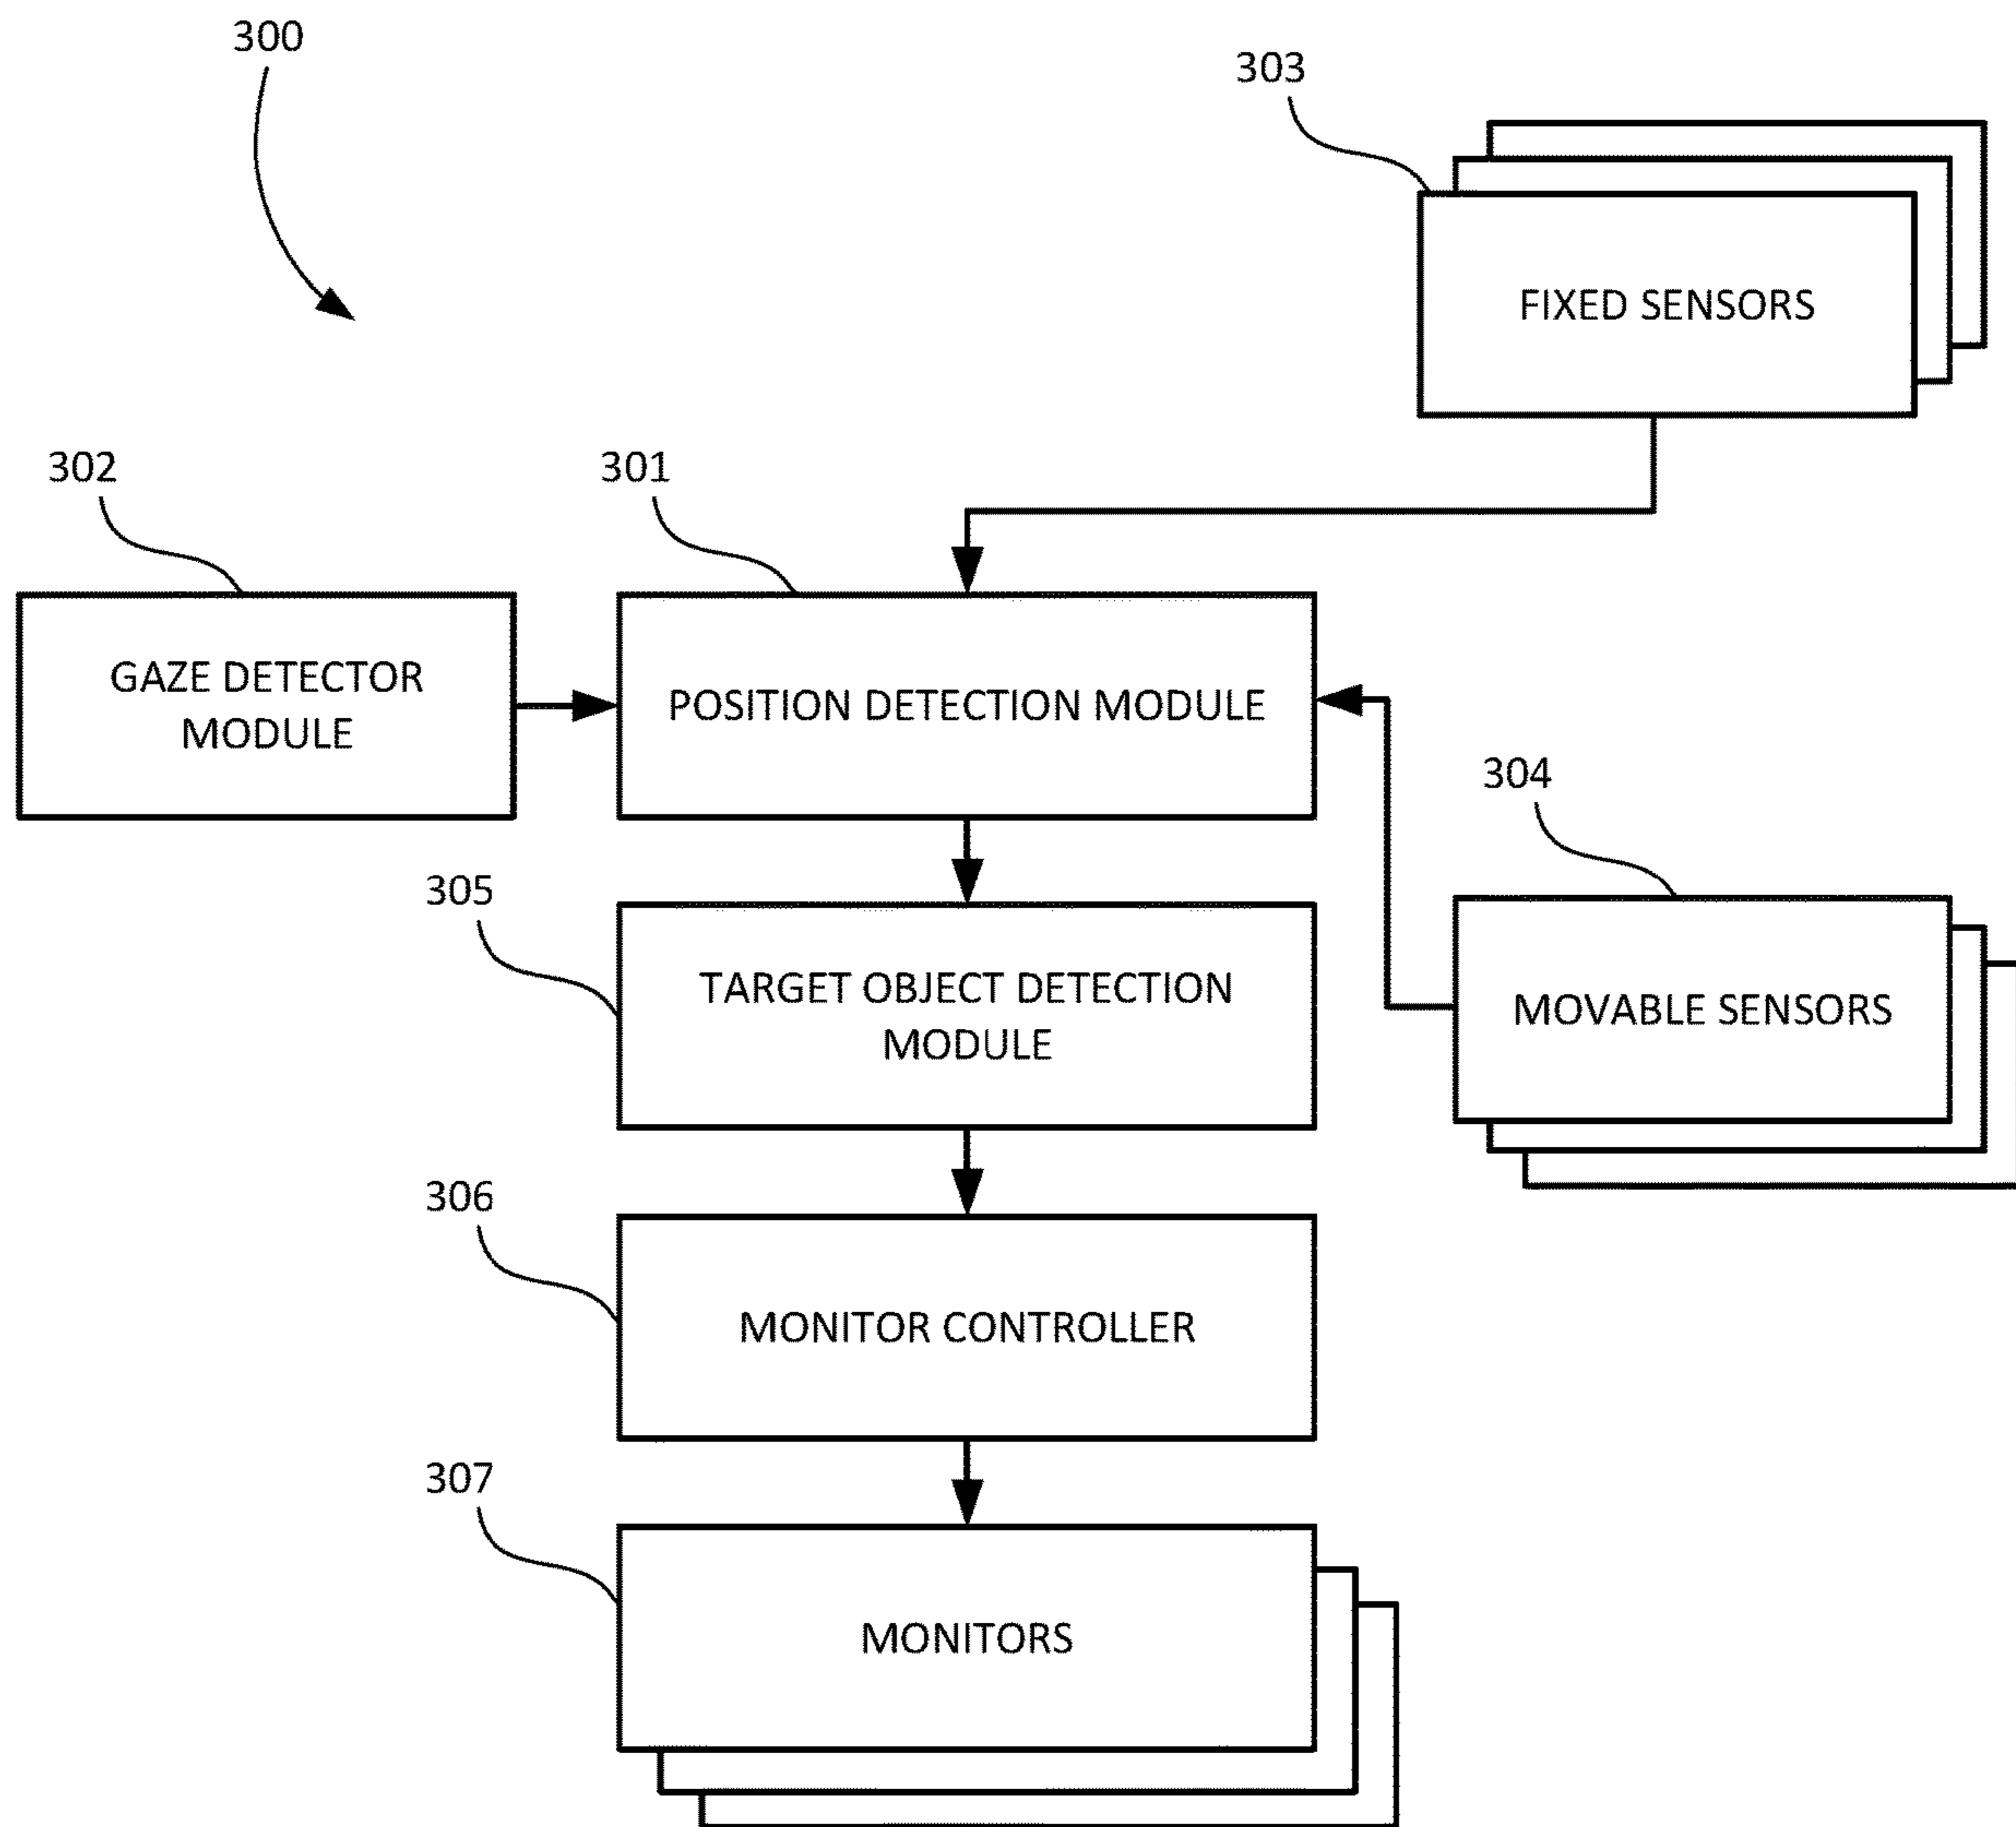 300
303
FIXED SENSORS
302
301
GAZE DETECTOR
MODULE
POSITION DETECTION MODULE
304
305
TARGET OBJECT DETECTION
MODULE
MOVABLE SENSORS
306
MONITOR CONTROLLER
307
MONITORS